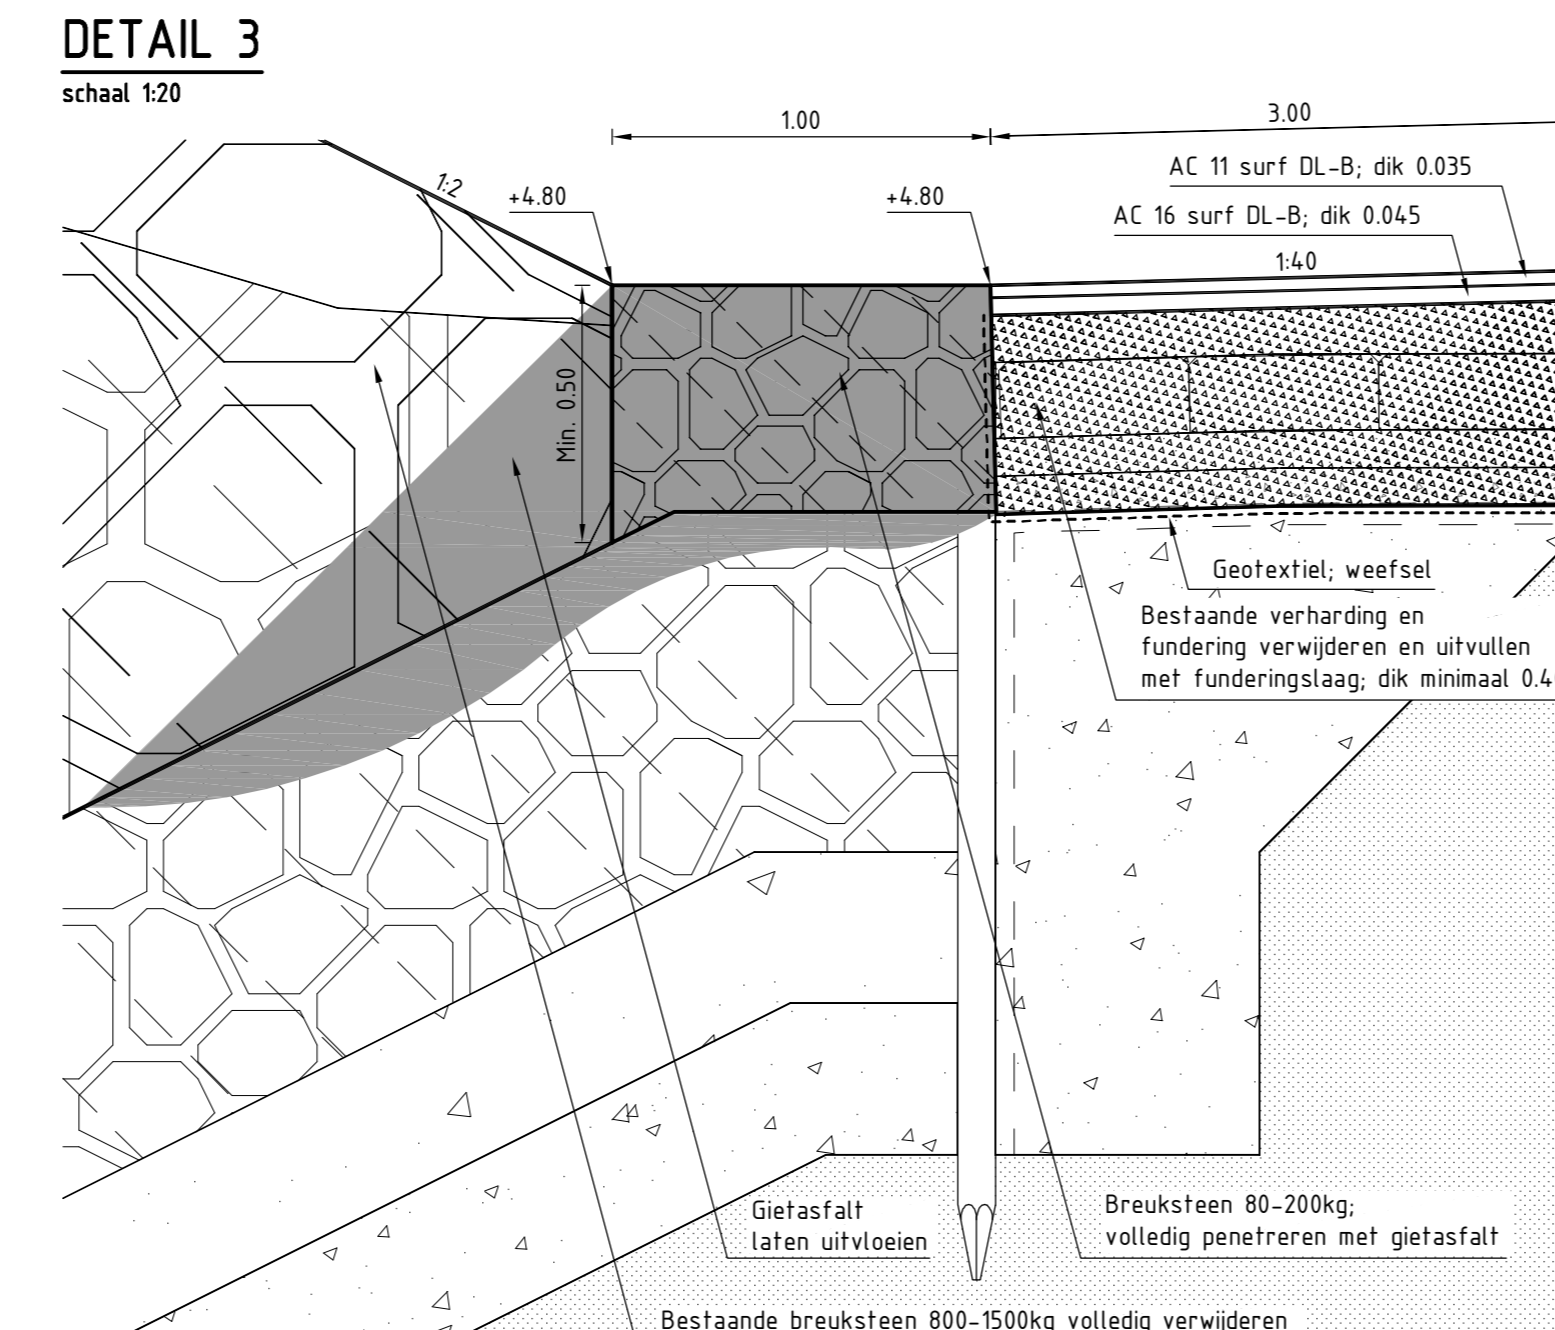 DETAIL 3
schaal 1:20
1.00
3.00
AC 11 surf DL-B; dik 0.035
1:2
+4.80
+4.80
AC 16 surf DL-B; dik 0.045
1:40
Min. 0.50
Geotextiel; weefsel
Bestaande verharding en
fundering verwijderen en uitvullen
met funderingslaag; dik minimaal
Gietasfalt
laten uitvloeien
Breuksteen 80-200kg;
volledig penetreren met gietasfalt
Bestaande breuksteen 800-1500kg volledig verwijderen